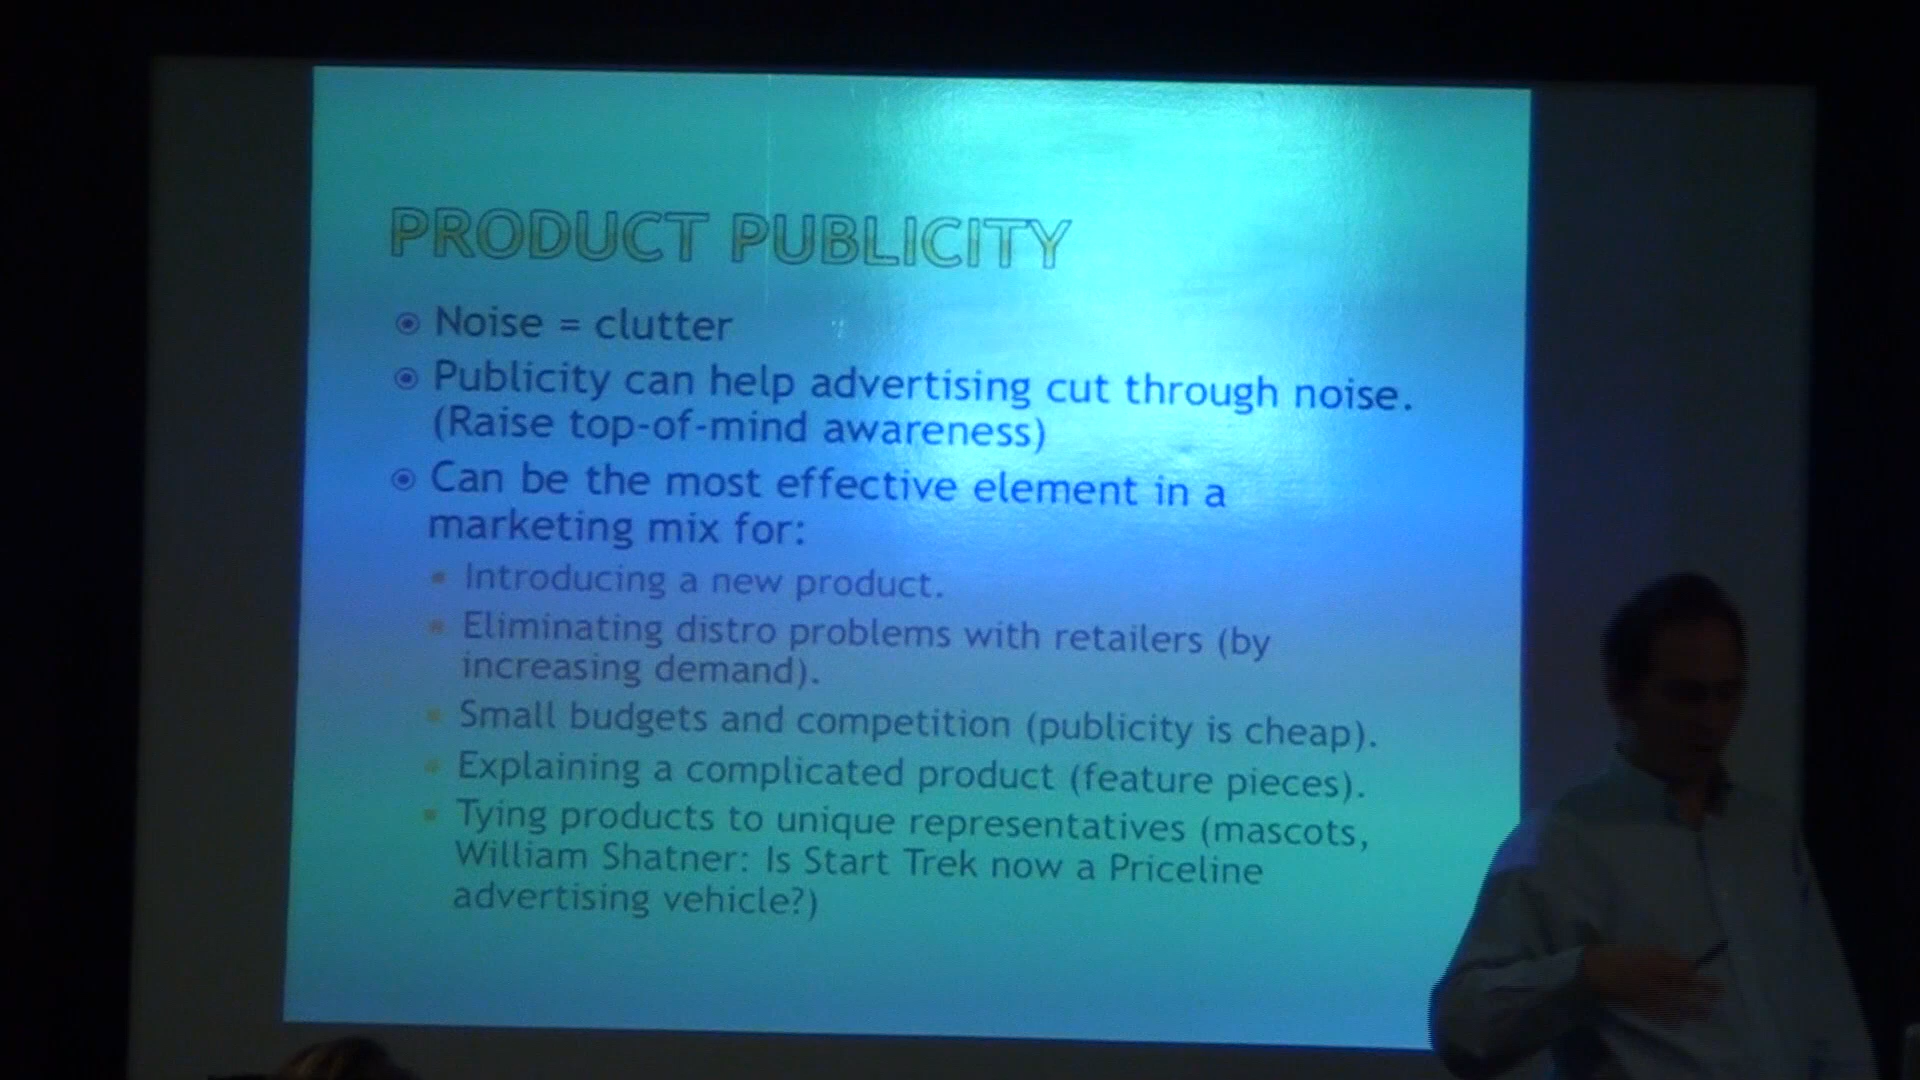 PRODUCT PUBLICITY
Noise = clutter
Publicity can help advertising cut through noise.
(Raise top-of-mind awareness)
Can be the most effective element in a
marketing mix for:
Introducing a new product.
Eliminating distro problems with retailers (by
increasing demand).
Small budgets and competition (publicity is cheap).
Explaining a complicated product (feature pieces).
Tying products to unique representatives (mascots,
William Shatner: Is Start Trek now a Priceline
advertising vehicle?)